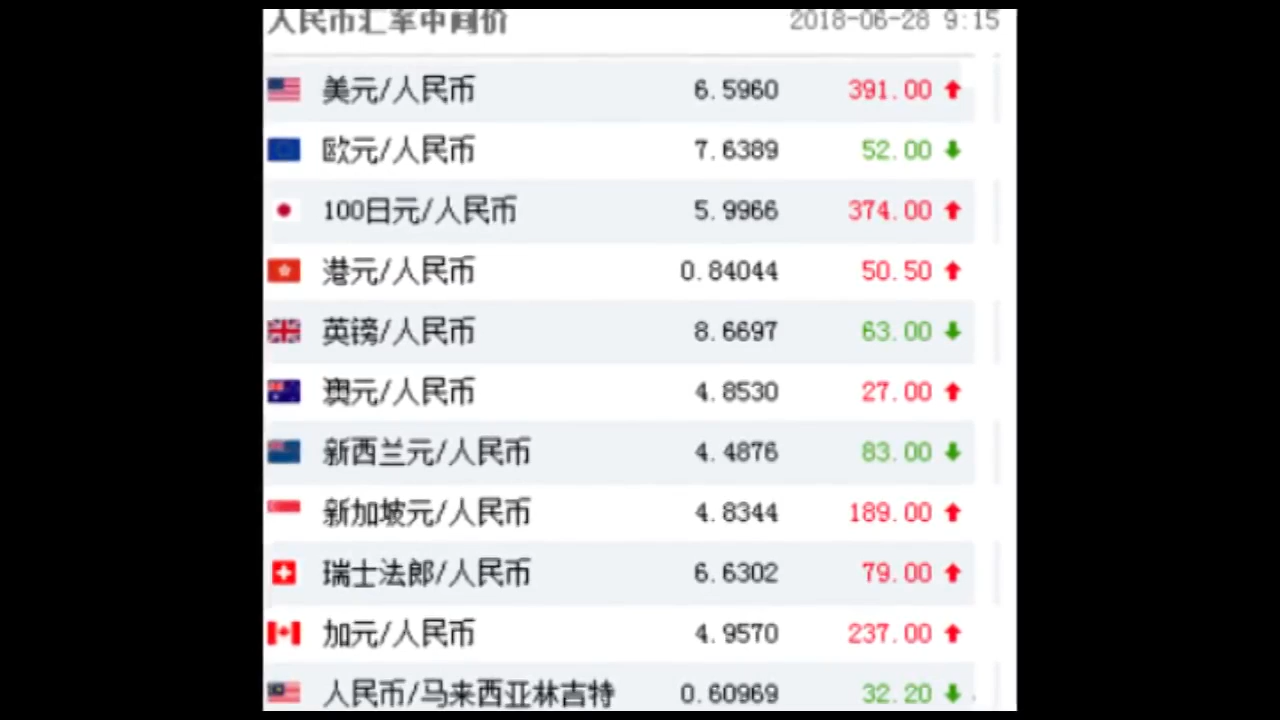 人民币汇率中间价 2018-06-28 9:15
美元/人民币 6.5960 391.00
欧元/人民币 7.6389 52.00
100日元/人民币 5.9966 374.00
港元/人民币 0.84044 50.50
英镑/人民币 8.6697 63.00
澳元/人民币 4.8530 27.00
新西兰元/人民币 4.4876 83.00
新加坡元/人民币 4.8344 189.00
瑞士法郎/人民币 6.6302 79.00
加元/人民币 4.9570 237.00
人民币/马来西亚林吉特 0.60969 32.20